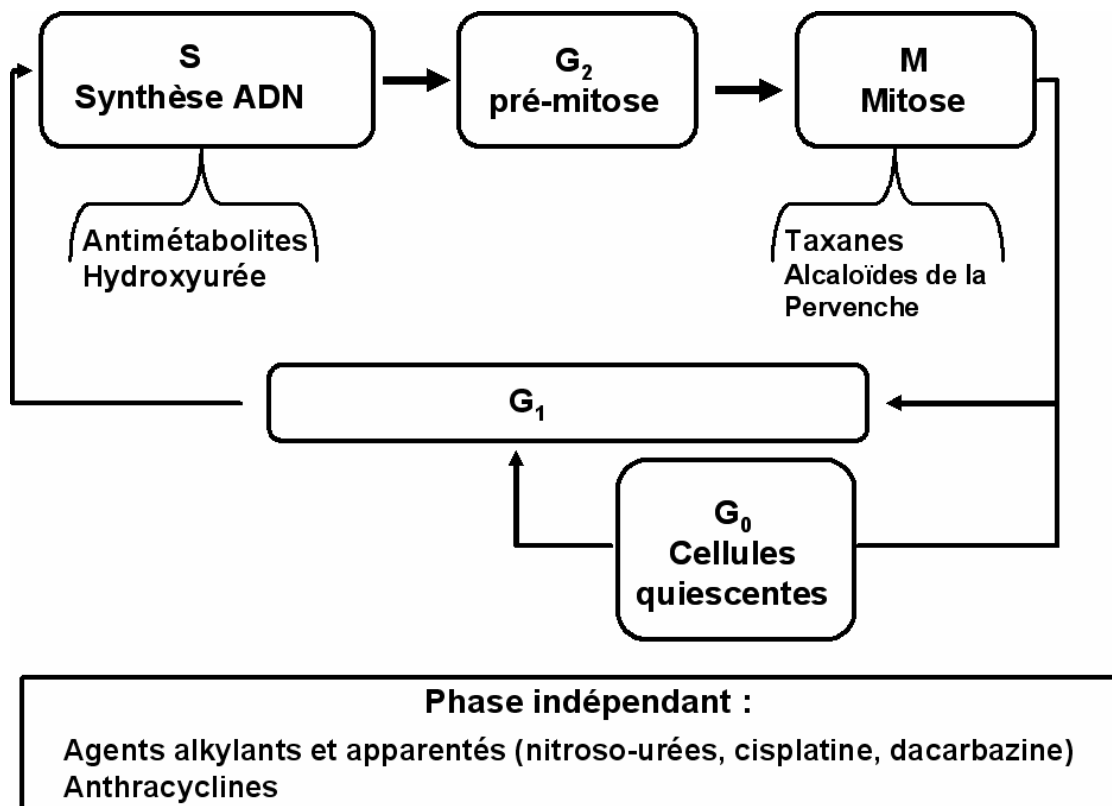 S
Synthèse ADN
G₂
pré-mitose
M
Mitose
Antimétabolites
Hydroxyurée
Taxanes
Alcaloïdes de la
Pervenche
G₁
G₀
Cellules
quiescentes
Phase indépendant :
Agents alkylants et apparentés (nitroso-urées, cisplatine, dacarbazine)
Anthracyclines